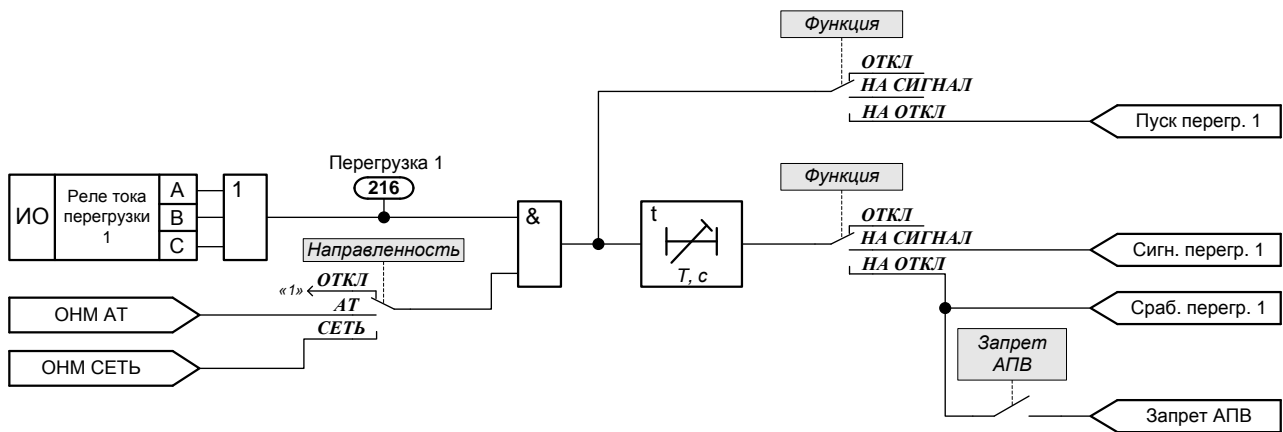 Функция
ОТКЛ
НА СИГНАЛ
НА ОТКЛ
Пуск перегр. 1
Перегрузка 1
216
ИО
Реле тока
перегрузки
1
A
B
C
1
&
Направленность
«1»
ОТКЛ
АТ
СЕТЬ
ОНМ АТ
ОНМ СЕТЬ
t
T, с
Функция
ОТКЛ
НА СИГНАЛ
НА ОТКЛ
Сигн. перегр. 1
Сраб. перегр. 1
Запрет
АПВ
Запрет АПВ